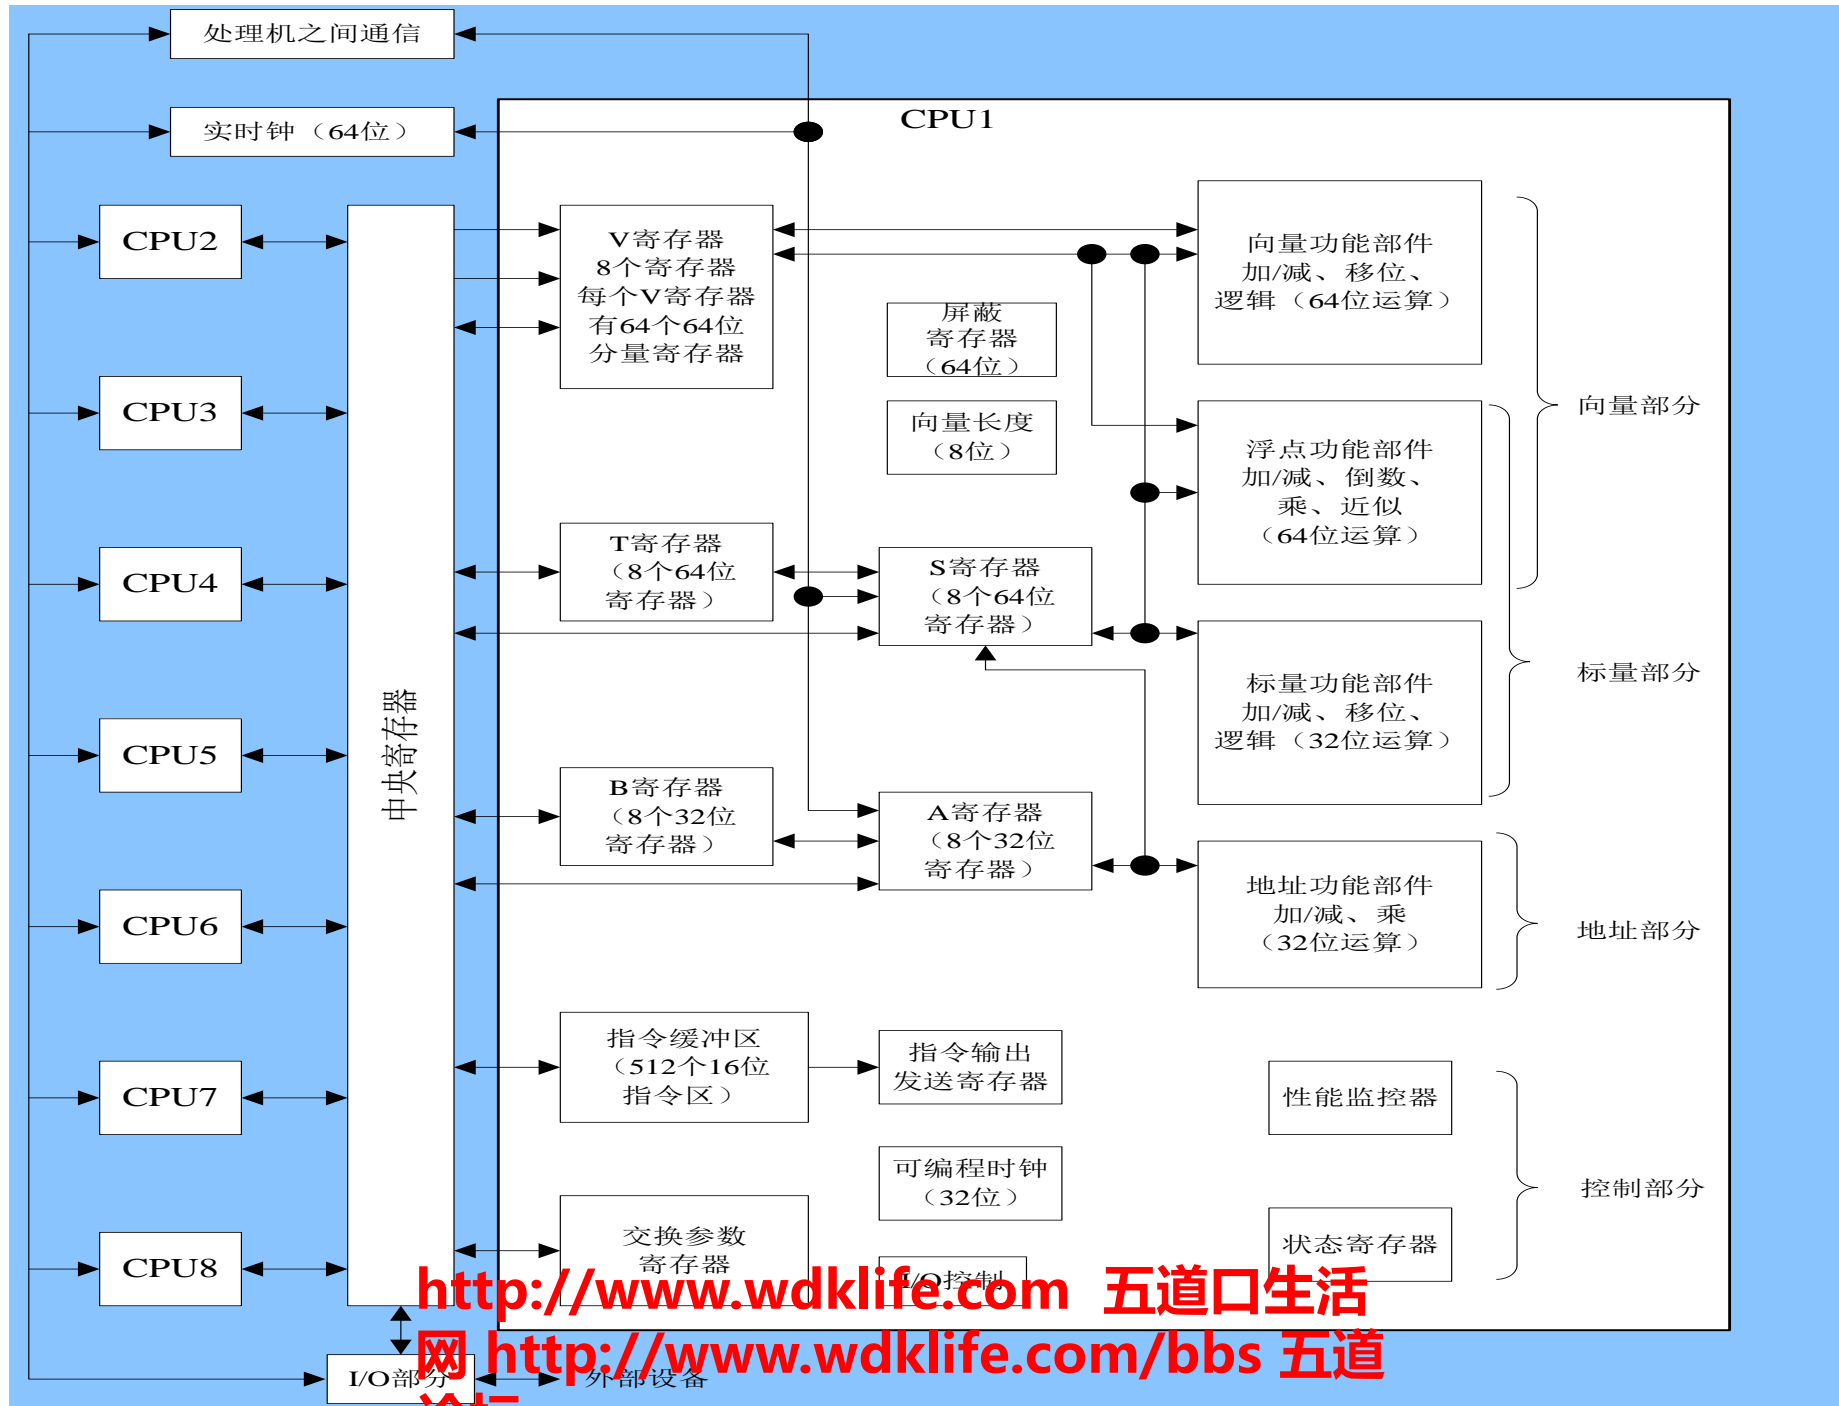 处理机之间通信
实时钟（64位）
CPU1
CPU2
CPU3
CPU4
CPU5
CPU6
CPU7
CPU8
中央寄存器
V寄存器
8个寄存器
每个V寄存器
有64个64位
分量寄存器
屏蔽
寄存器
（64位）
向量长度
（8位）
向量功能部件
加/减、移位、
逻辑（64位运算）
浮点功能部件
加/减、倒数、
乘、近似
（64位运算）
向量部分
T寄存器
（8个64位
寄存器）
S寄存器
（8个64位
寄存器）
标量功能部件
加/减、移位、
逻辑（32位运算）
标量部分
B寄存器
（8个32位
寄存器）
A寄存器
（8个32位
寄存器）
地址功能部件
加/减、乘
（32位运算）
地址部分
指令缓冲区
（512个16位
指令区）
指令输出
发送寄存器
性能监控器
可编程时钟
（32位）
控制部分
交换参数
寄存器
I/O控制
状态寄存器
I/O部分
外部设备
http://www.wdklife.com 五道口生活
网 http://www.wdklife.com/bbs 五道